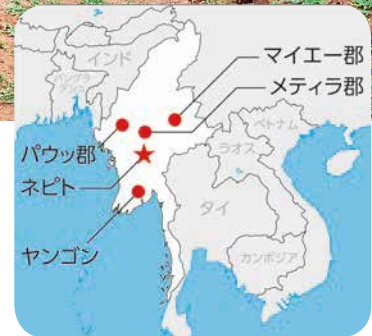 マイエー郡
メティラ郡
インド
バングラ
デシュ
ベトナム
ラオス
パウッ郡
ネピト
タイ
ヤンゴン
カンボジア